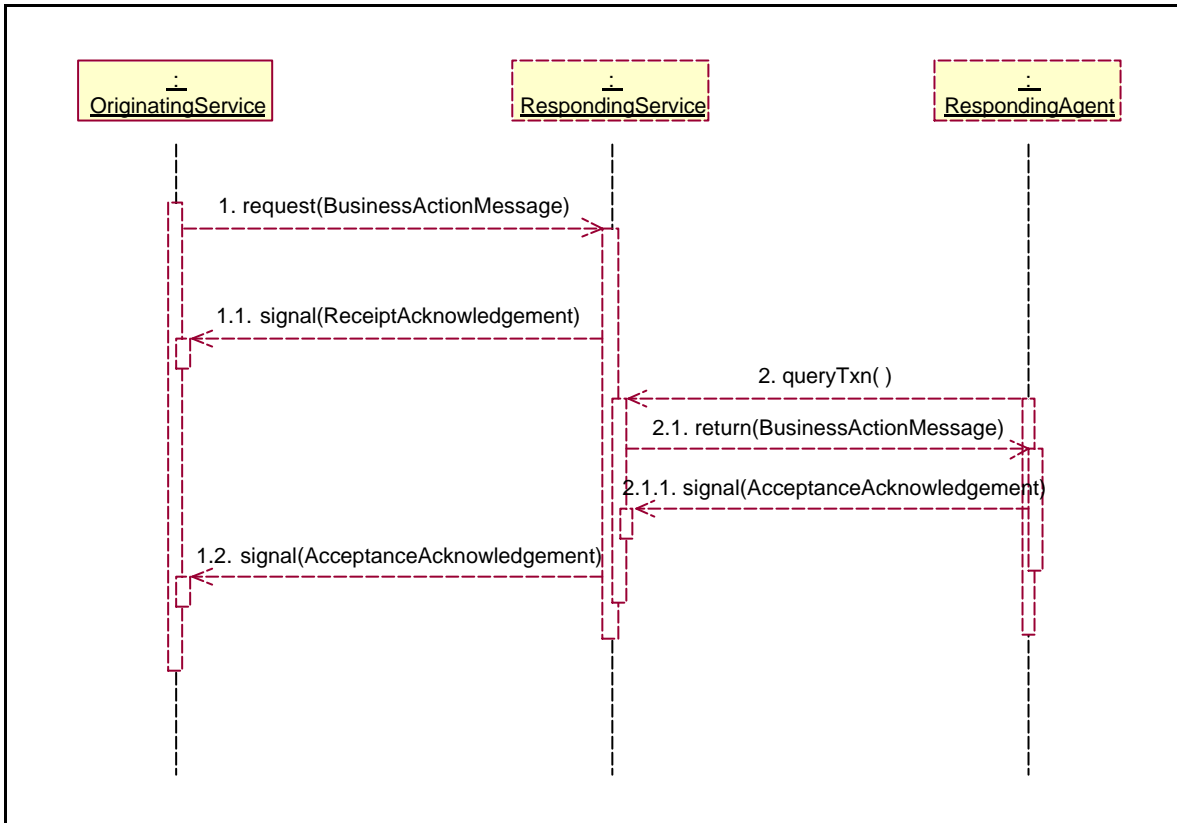 :
OriginatingService
:
RespondingService
:
RespondingAgent
1. request(BusinessActionMessage)
1.1. signal(ReceiptAcknowledgement)
2. queryTxn( )
2.1. return(BusinessActionMessage)
2.1.1. signal(AcceptanceAcknowledgement)
1.2. signal(AcceptanceAcknowledgement)